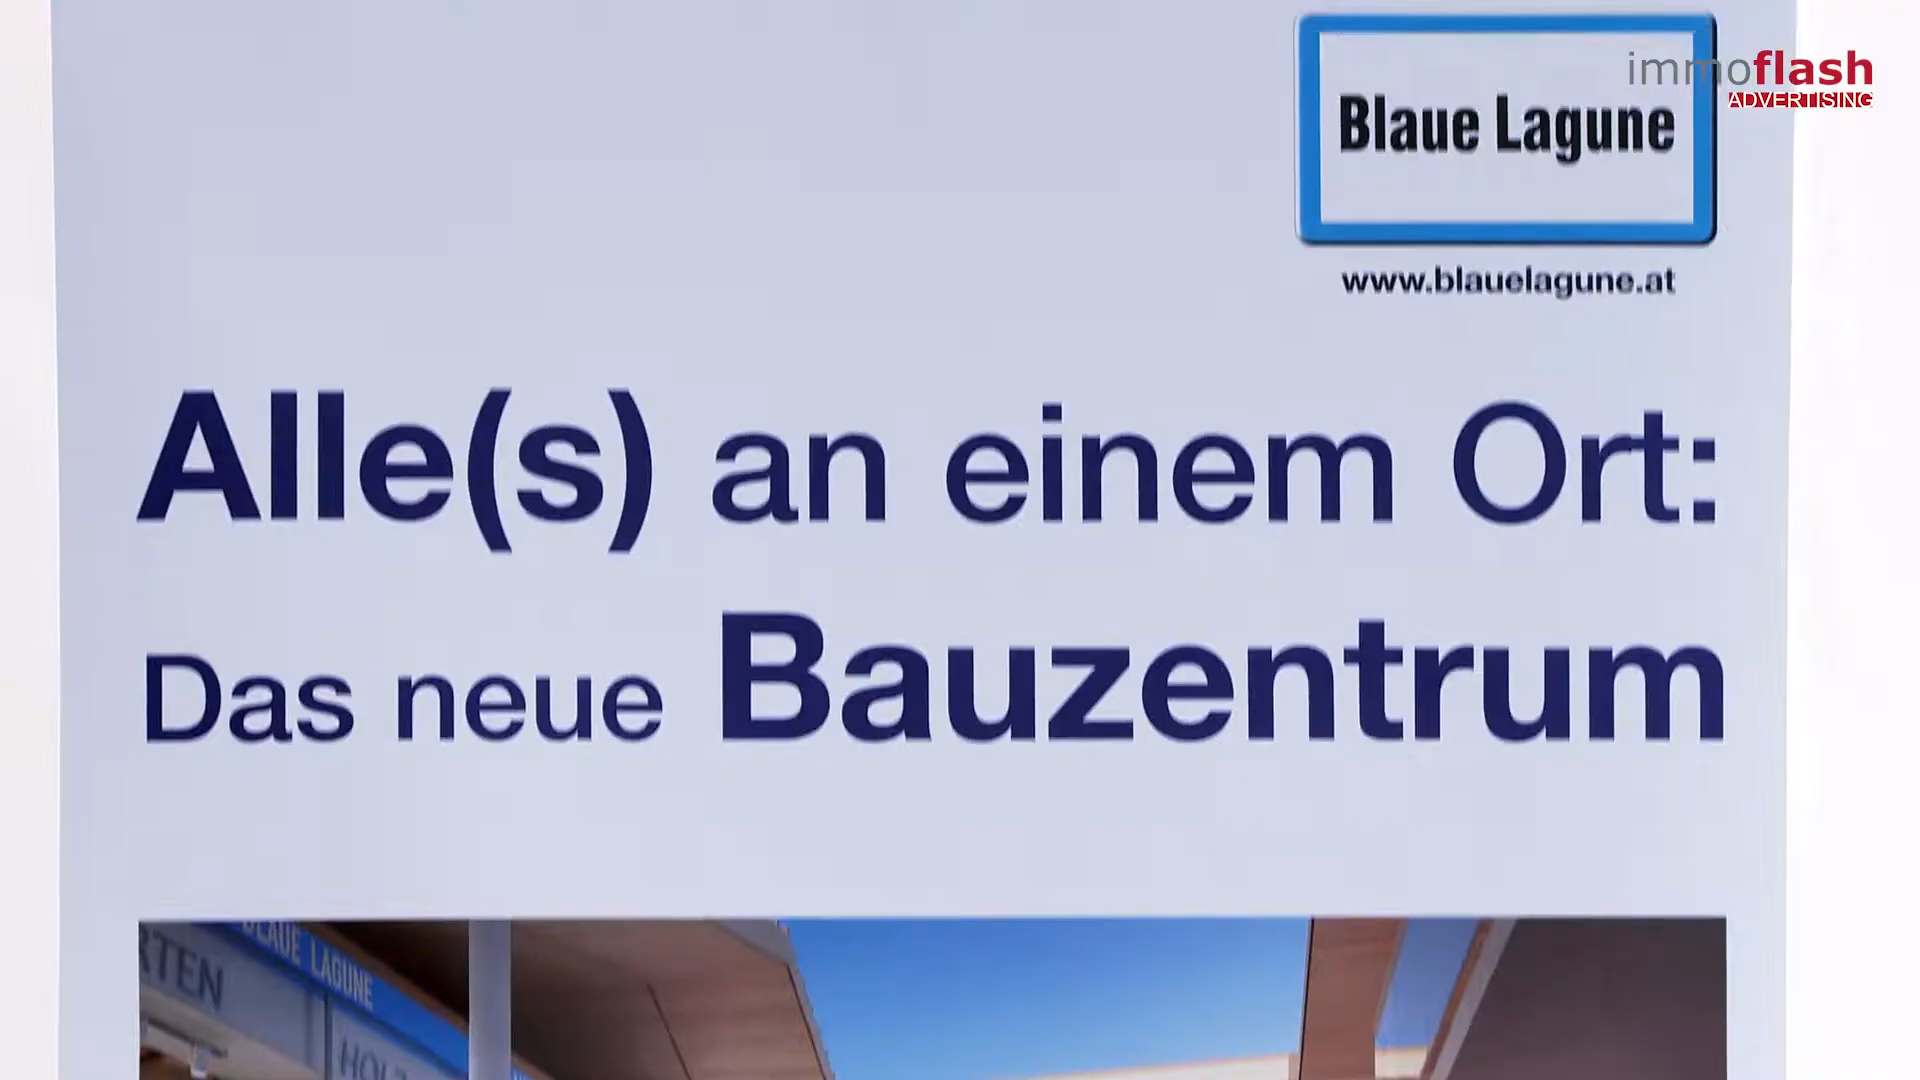 immoflash
ADVERTISING
Blaue Lagune
www.blauelagune.at
Alle(s) an einem Ort:
Das neue Bauzentrum
BLAUE LAGUNE